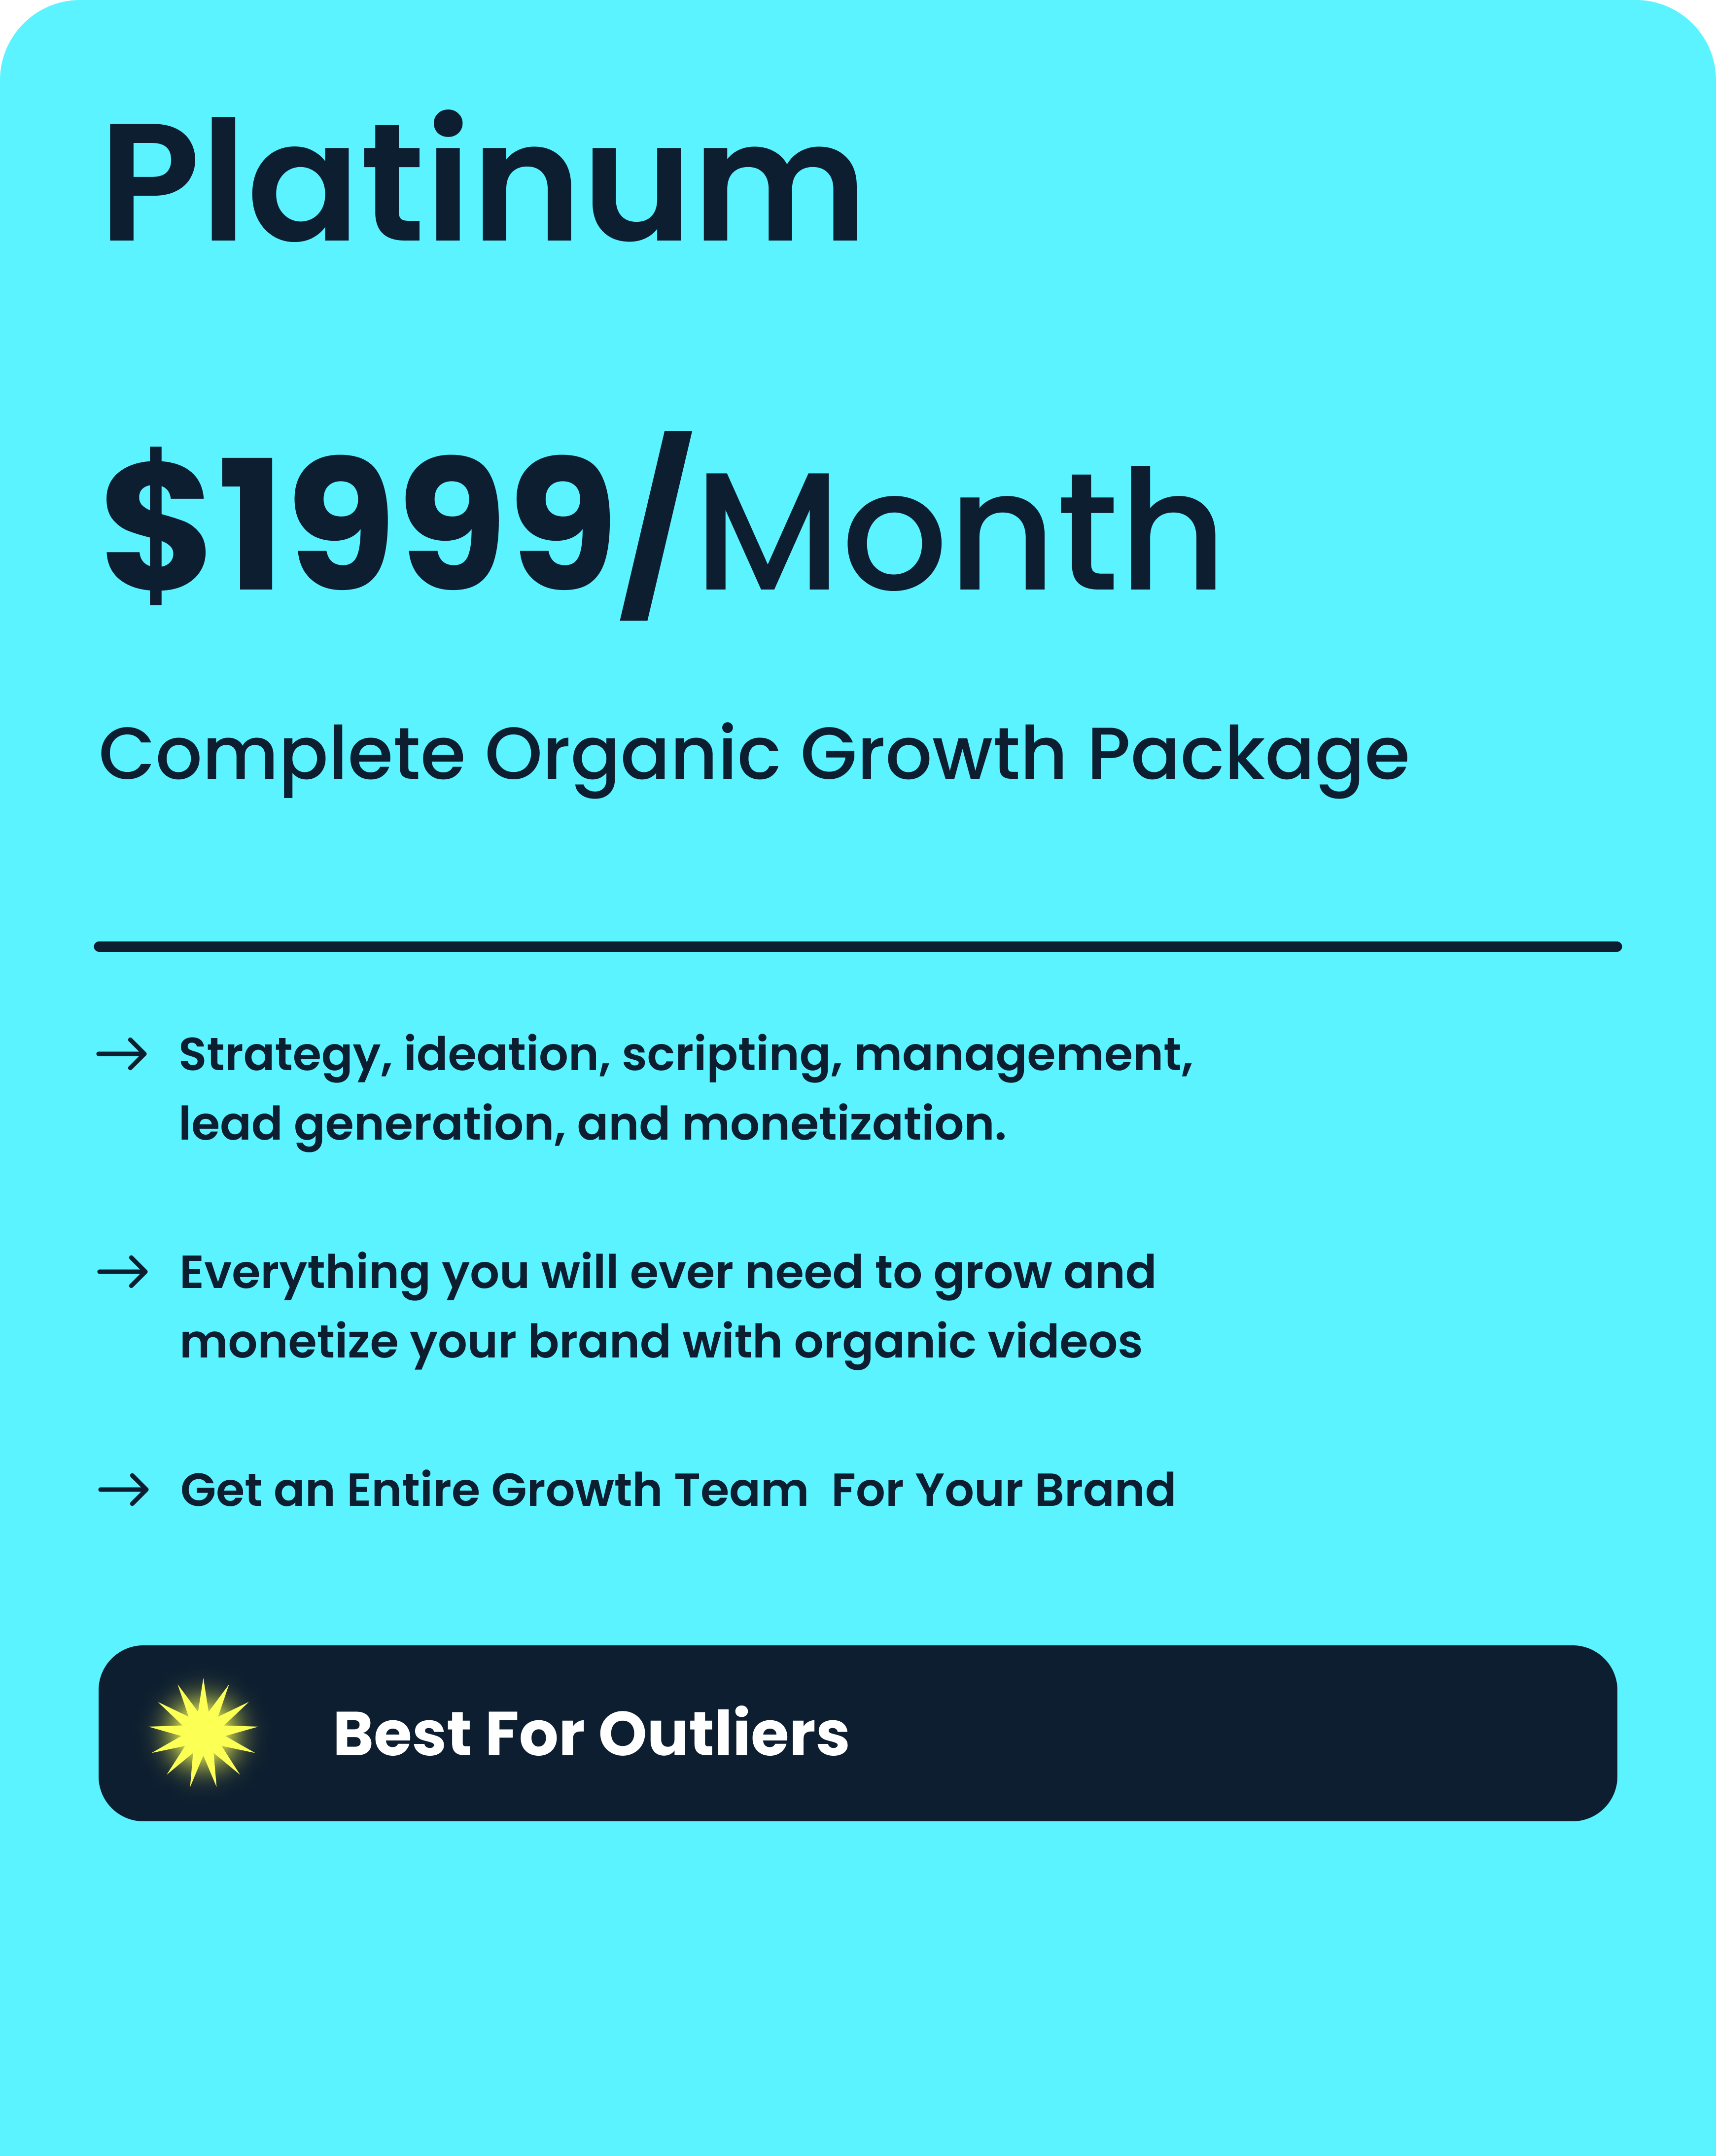 Platinum
$1999/Month
Complete Organic Growth Package
Strategy, ideation, scripting, management,
lead generation, and monetization.
Everything you will ever need to grow and
monetize your brand with organic videos
Get an Entire Growth Team  For Your Brand
Best For Outliers